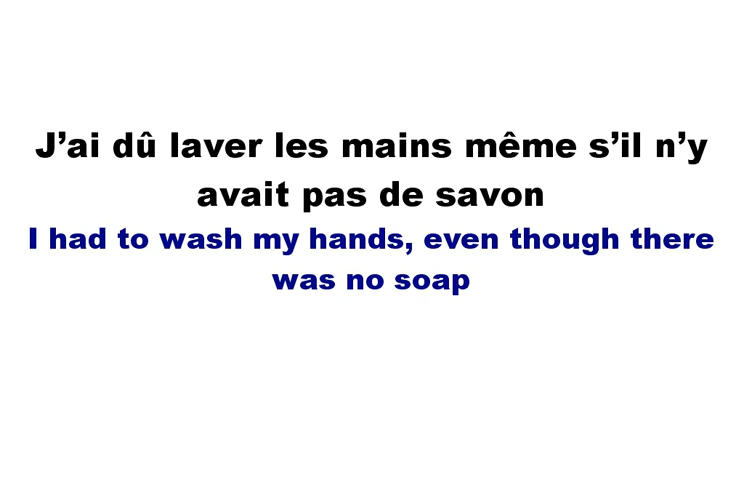 J’ai dû laver les mains même s’il n’y
avait pas de savon
I had to wash my hands, even though there
was no soap